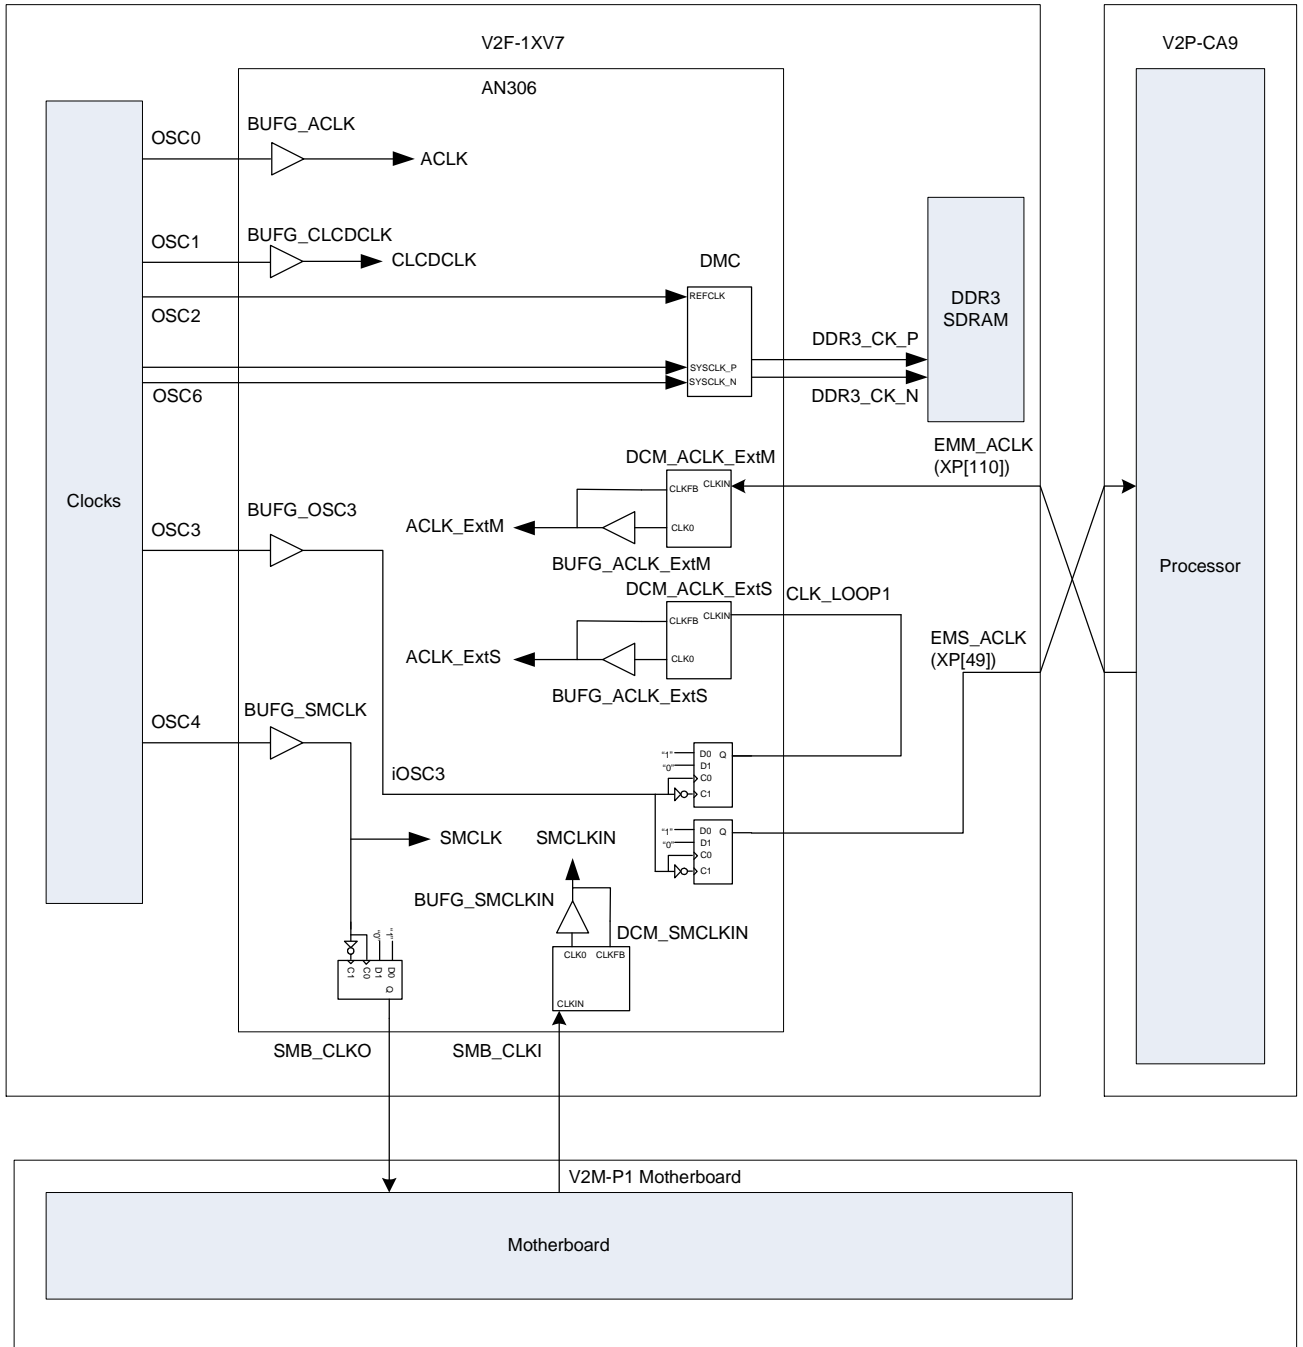 V2F-1XV7
V2P-CA9
AN306
OSC0
BUFG_ACLK
ACLK
OSC1
BUFG_CLCDCLK
CLCDCLK
DMC
OSC2
REFCLK
DDR3
SDRAM
DDR3_CK_P
SYSCLK_P
SYSCLK_N
OSC6
DDR3_CK_N
EMM_ACLK
(XP[110])
DCM_ACLK_ExtM
CLKFB
CLKIN
Clocks
OSC3
BUFG_OSC3
ACLK_ExtM
CLK0
BUFG_ACLK_ExtM
Processor
DCM_ACLK_ExtS
CLK_LOOP1
CLKFB
CLKIN
EMS_ACLK
(XP[49])
ACLK_ExtS
CLK0
BUFG_ACLK_ExtS
OSC4
BUFG_SMCLK
"1"
D0
Q
"0"
D1
C0
C1
iOSC3
"1"
D0
Q
"0"
D1
C0
C1
SMCLK
SMCLKIN
BUFG_SMCLKIN
DCM_SMCLKIN
"0"
"1"
C1
C0
D1
D0
Q
CLK0
CLKFB
CLKIN
SMB_CLKO
SMB_CLKI
V2M-P1 Motherboard
Motherboard